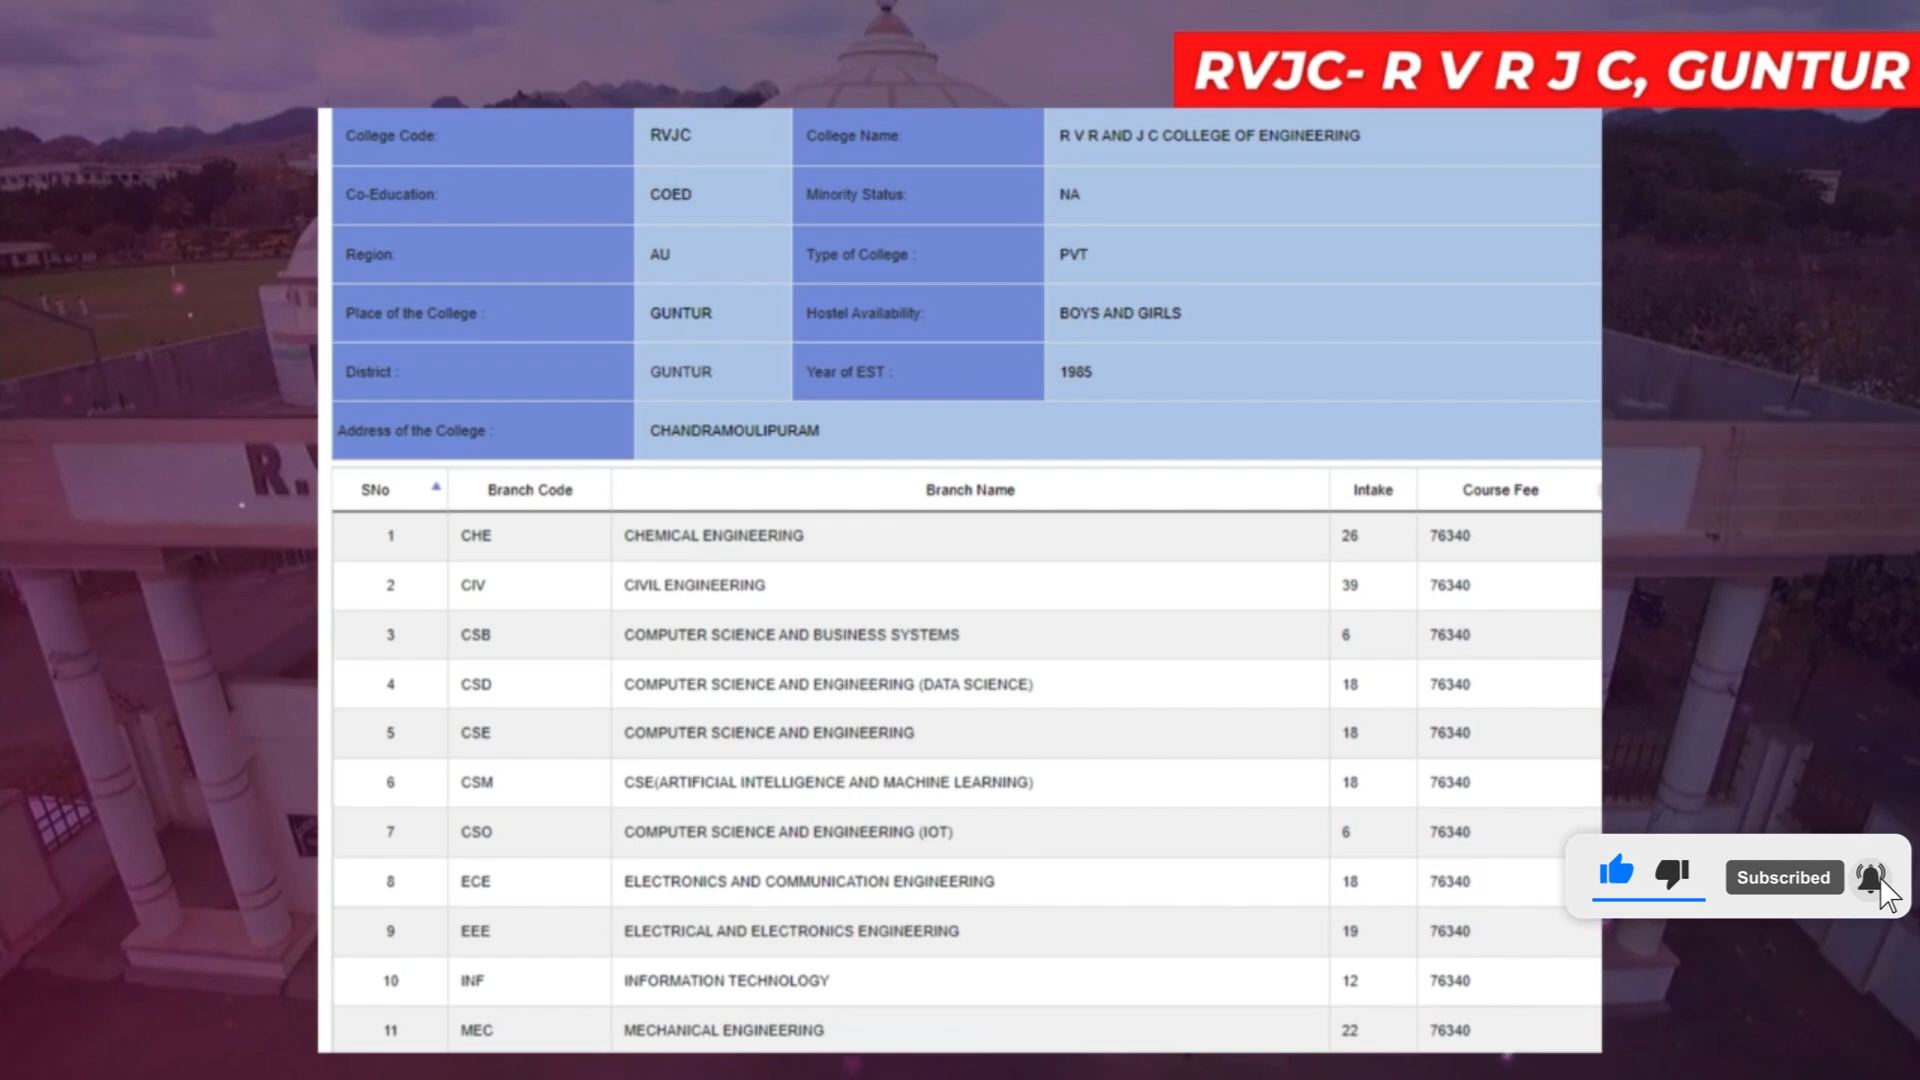 RVJC- R V R J C, GUNTUR
College Code: RVJC College Name: R V R AND J C COLLEGE OF ENGINEERING
Co-Education: COED Minority Status: NA
Region: AU Type of College : PVT
Place of the College : GUNTUR Hostel Availability: BOYS AND GIRLS
District : GUNTUR Year of EST : 1985
Address of the College : CHANDRAMOULIPURAM
SNo Branch Code Branch Name Intake Course Fee
1 CHE CHEMICAL ENGINEERING 26 76340
2 CIV CIVIL ENGINEERING 39 76340
3 CSB COMPUTER SCIENCE AND BUSINESS SYSTEMS 6 76340
4 CSD COMPUTER SCIENCE AND ENGINEERING (DATA SCIENCE) 18 76340
5 CSE COMPUTER SCIENCE AND ENGINEERING 18 76340
6 CSM CSE(ARTIFICIAL INTELLIGENCE AND MACHINE LEARNING) 18 76340
7 CSO COMPUTER SCIENCE AND ENGINEERING (IOT) 6 76340
8 ECE ELECTRONICS AND COMMUNICATION ENGINEERING 18 76340
9 EEE ELECTRICAL AND ELECTRONICS ENGINEERING 19 76340
10 INF INFORMATION TECHNOLOGY 12 76340
11 MEC MECHANICAL ENGINEERING 22 76340
Subscribed
R.